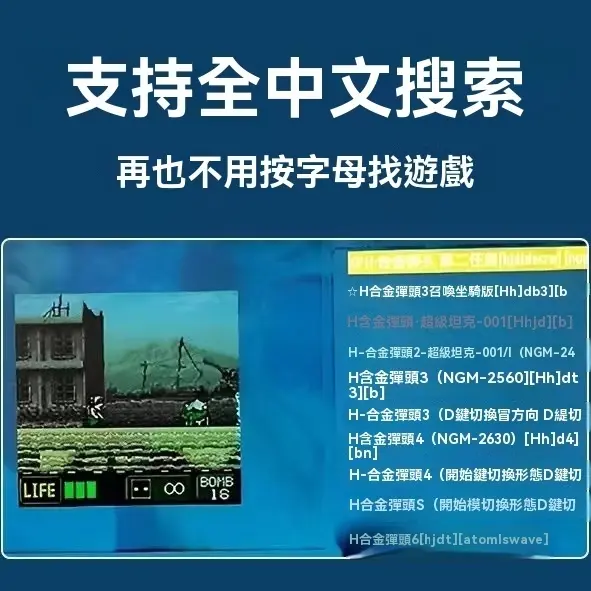 支持全中文搜索
再也不用按字母找遊戲
☆H合金彈頭3召喚坐騎版[Hh]db3][b
H含金彈頭·超級坦克-001[Hhjd][b]
H-合金彈頭2-超級坦克-001/l（NGM-24
H含金彈頭3（NGM-2560][Hh]dt
3][b]
H-合金彈頭3（D鍵切換冒方向 D緹切
H含金彈頭4（NGM-2630）[Hh]d4]
[bn]
H-合金彈頭4（開始鍵切換形態D鍵切
H合金彈頭S（開始模切換形態D鍵切
H合金彈頭6[hjdt][atomlswave]
LIFE
∞
BOMB
16